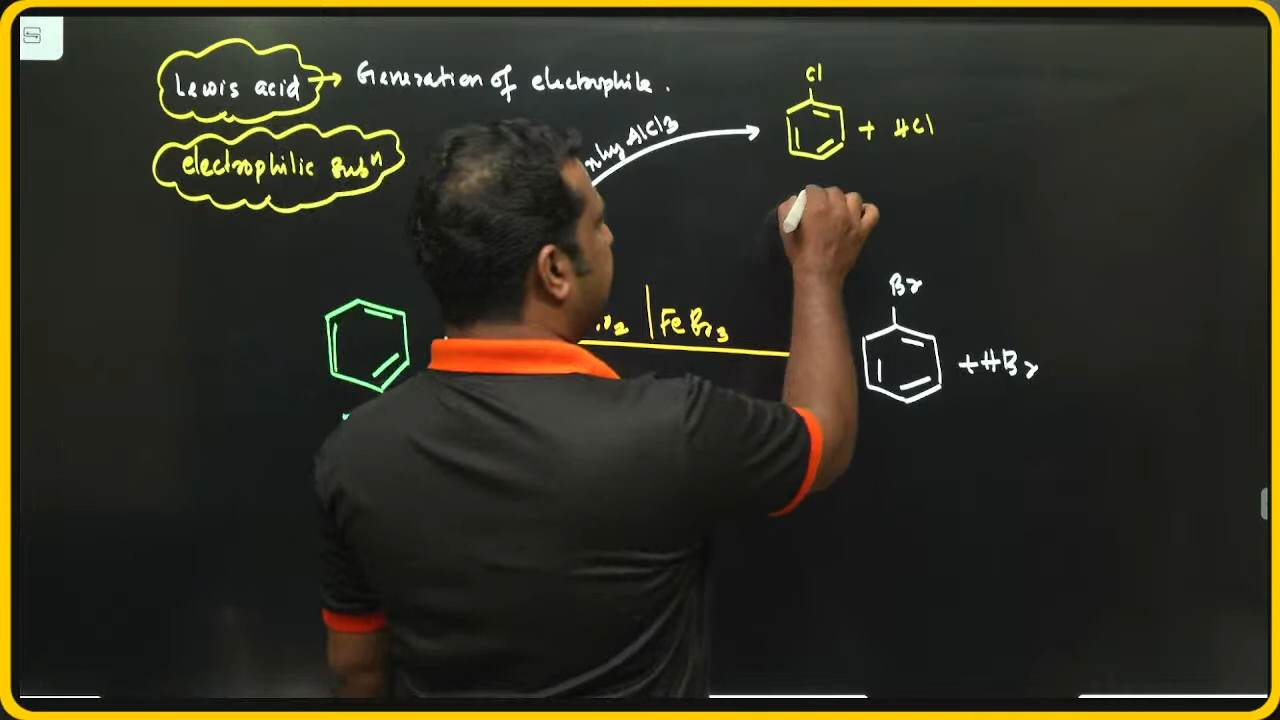 Lewis acid → Generation of electrophile.
electrophilic subⁿ
anhy AlCl3
Cl
+ HCl
FeBr3
Br
+HBr